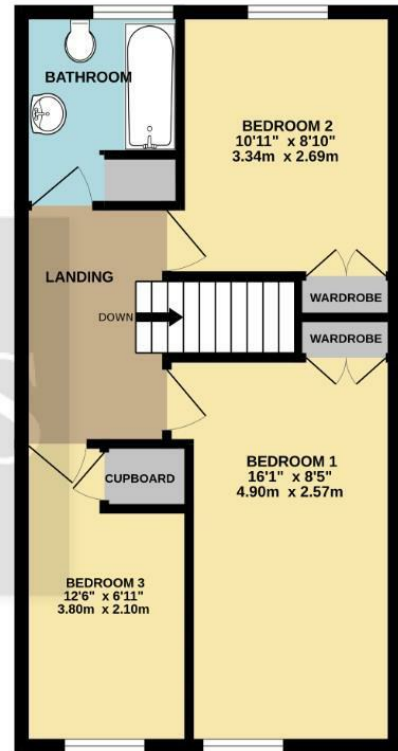 BATHROOM
BEDROOM 2
10'11" x 8'10"
3.34m x 2.69m
LANDING
DOWN
WARDROBE
WARDROBE
BEDROOM 1
16'1" x 8'5"
4.90m x 2.57m
CUPBOARD
BEDROOM 3
12'6" x 6'11"
3.80m x 2.10m